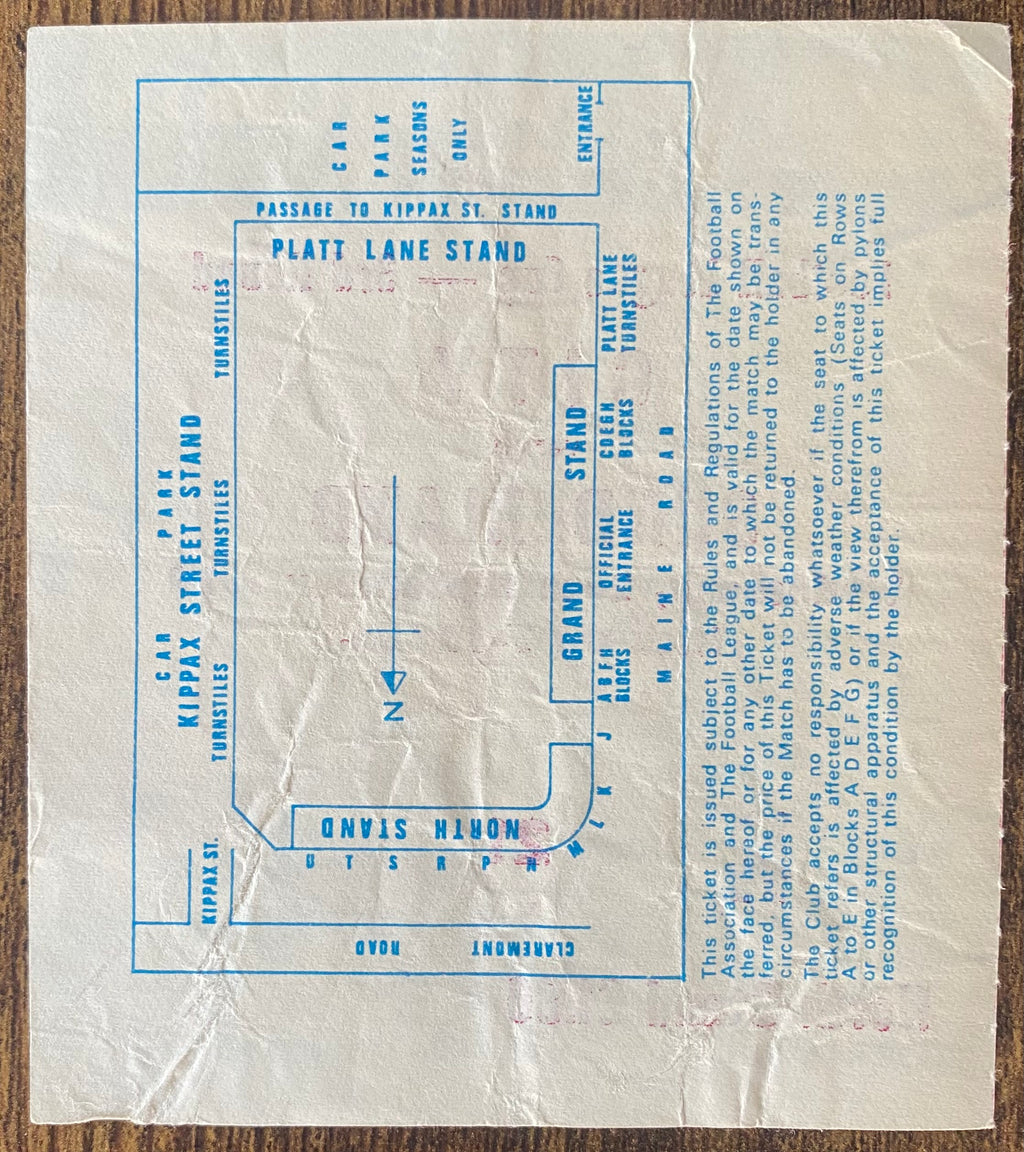 CAR PARK
KIPPAX STREET STAND
TURNSTILES
TURNSTILES
TURNSTILES
KIPPAX ST.
CAR
PARK
SEASONS
ONLY
ENTRANCE
PASSAGE TO KIPPAX ST. STAND
PLATT LANE STAND
PLATT LANE
TURNSTILES
N
NORTH STAND
U T S R P N
M
L
K
J
CLAREMONT ROAD
GRAND STAND
A B F H
BLOCKS
OFFICIAL
ENTRANCE
CDEGH
BLOCKS
MAINE ROAD
This ticket is issued subject to the Rules and Regulations of The Football
Association and The Football League, and is valid for the date shown on
the face hereof or for any other date to which the match may be trans-
ferred, but the price of this Ticket will not be returned to the holder in any
circumstances if the Match has to be abandoned.
The Club accepts no responsibility whatsoever if the seat to which this
ticket refers is affected by adverse weather conditions (Seats on Rows
A to E in Blocks A D E F G) or if the view therefrom is affected by pylons
or other structural apparatus and the acceptance of this ticket implies full
recognition of this condition by the holder.